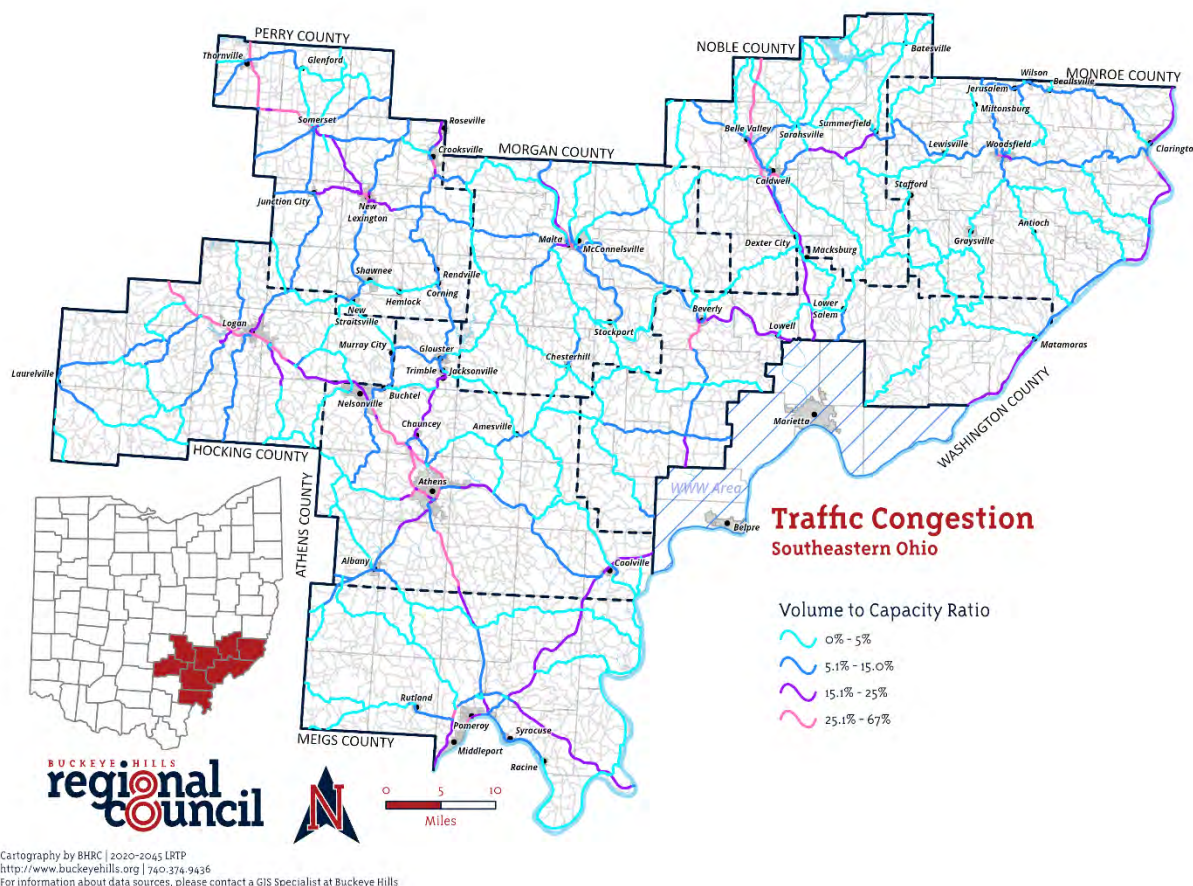 PERRY COUNTY
Thornville
Glenford
Somerset
Roseville
Crooksville
Junction City
New
Lexington
Shawnee
Hemlock
Rendville
Corning
New
Straitsville
NOBLE COUNTY
Batesville
Belle Valley
Sarahsville
Summerfield
Caldwell
Dexter City
MONROE COUNTY
Wilson
Beallsville
Jerusalem
Miltonsburg
Lewisville
Woodsfield
Clarington
Stafford
Antioch
Graysville
MORGAN COUNTY
Malta
McConnelsville
Stockport
Chesterhill
Macksburg
Lower
Salem
Beverly
Lowell
Matamoras
Marietta
Belpre
WWW Area
WASHINGTON COUNTY
Logan
Laurelville
Murray City
HOCKING COUNTY
Glouster
Trimble
Jacksonville
Buchtel
Nelsonville
Chauncey
Amesville
Athens
Albany
Coolville
ATHENS COUNTY
Rutland
Pomeroy
Middleport
Syracuse
Racine
MEIGS COUNTY
Traffic Congestion
Southeastern Ohio
Volume to Capacity Ratio
0% - 5%
5.1% - 15.0%
15.1% - 25%
25.1% - 67%
BUCKEYE HILLS
regional
council
N
0 5 10
Miles
Cartography by BHRC | 2020-2045 LRTP
http://www.buckeyehills.org | 740.374.9436
For information about data sources, please contact a GIS Specialist at Buckeye Hills